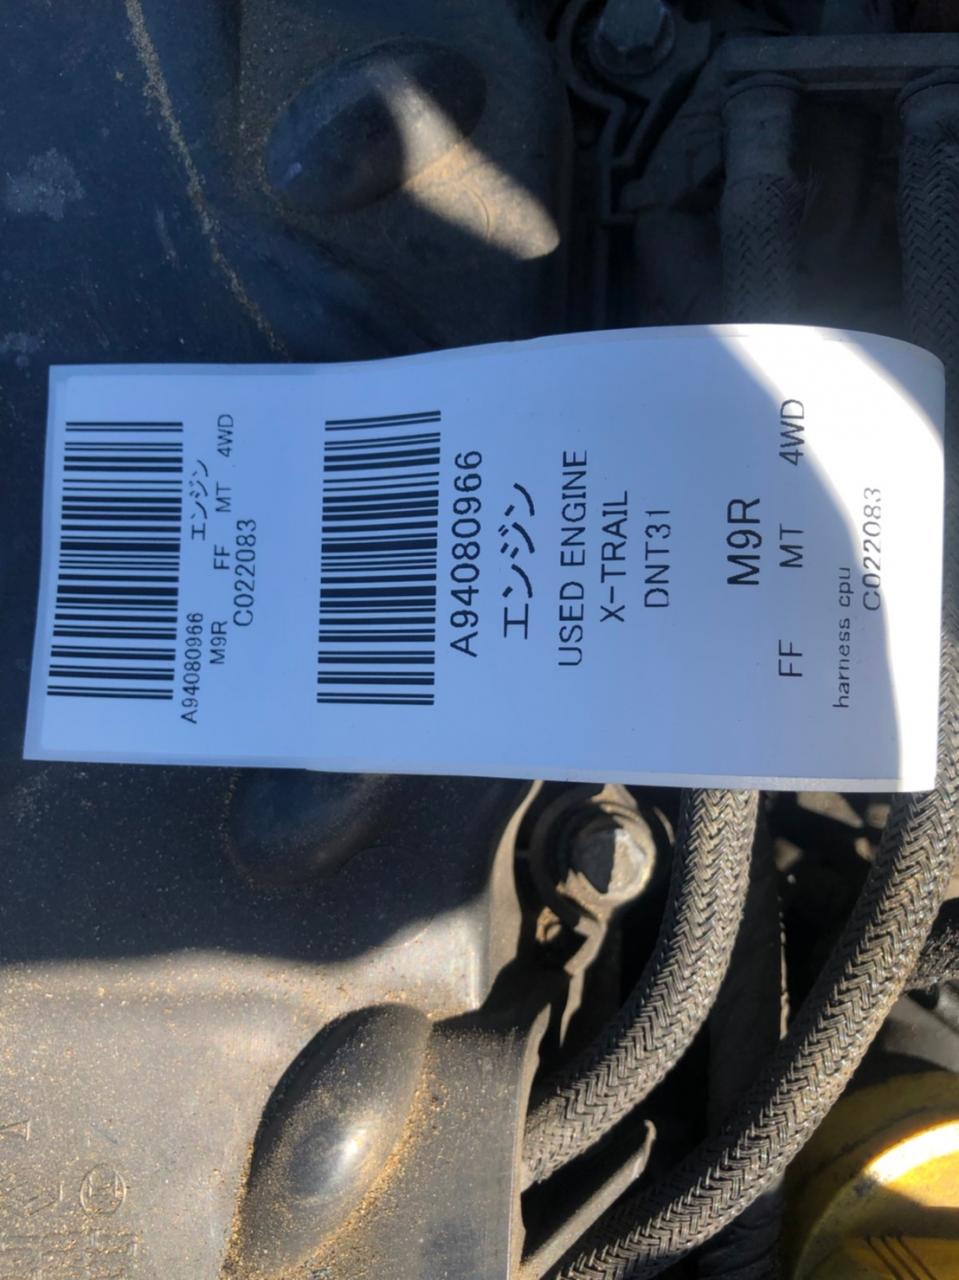 A94080966 エンジン
M9R FF MT 4WD
C022083
A94080966
エンジン
USED ENGINE
X-TRAIL
DNT31
M9R
FF MT 4WD
harness cpu
C022083